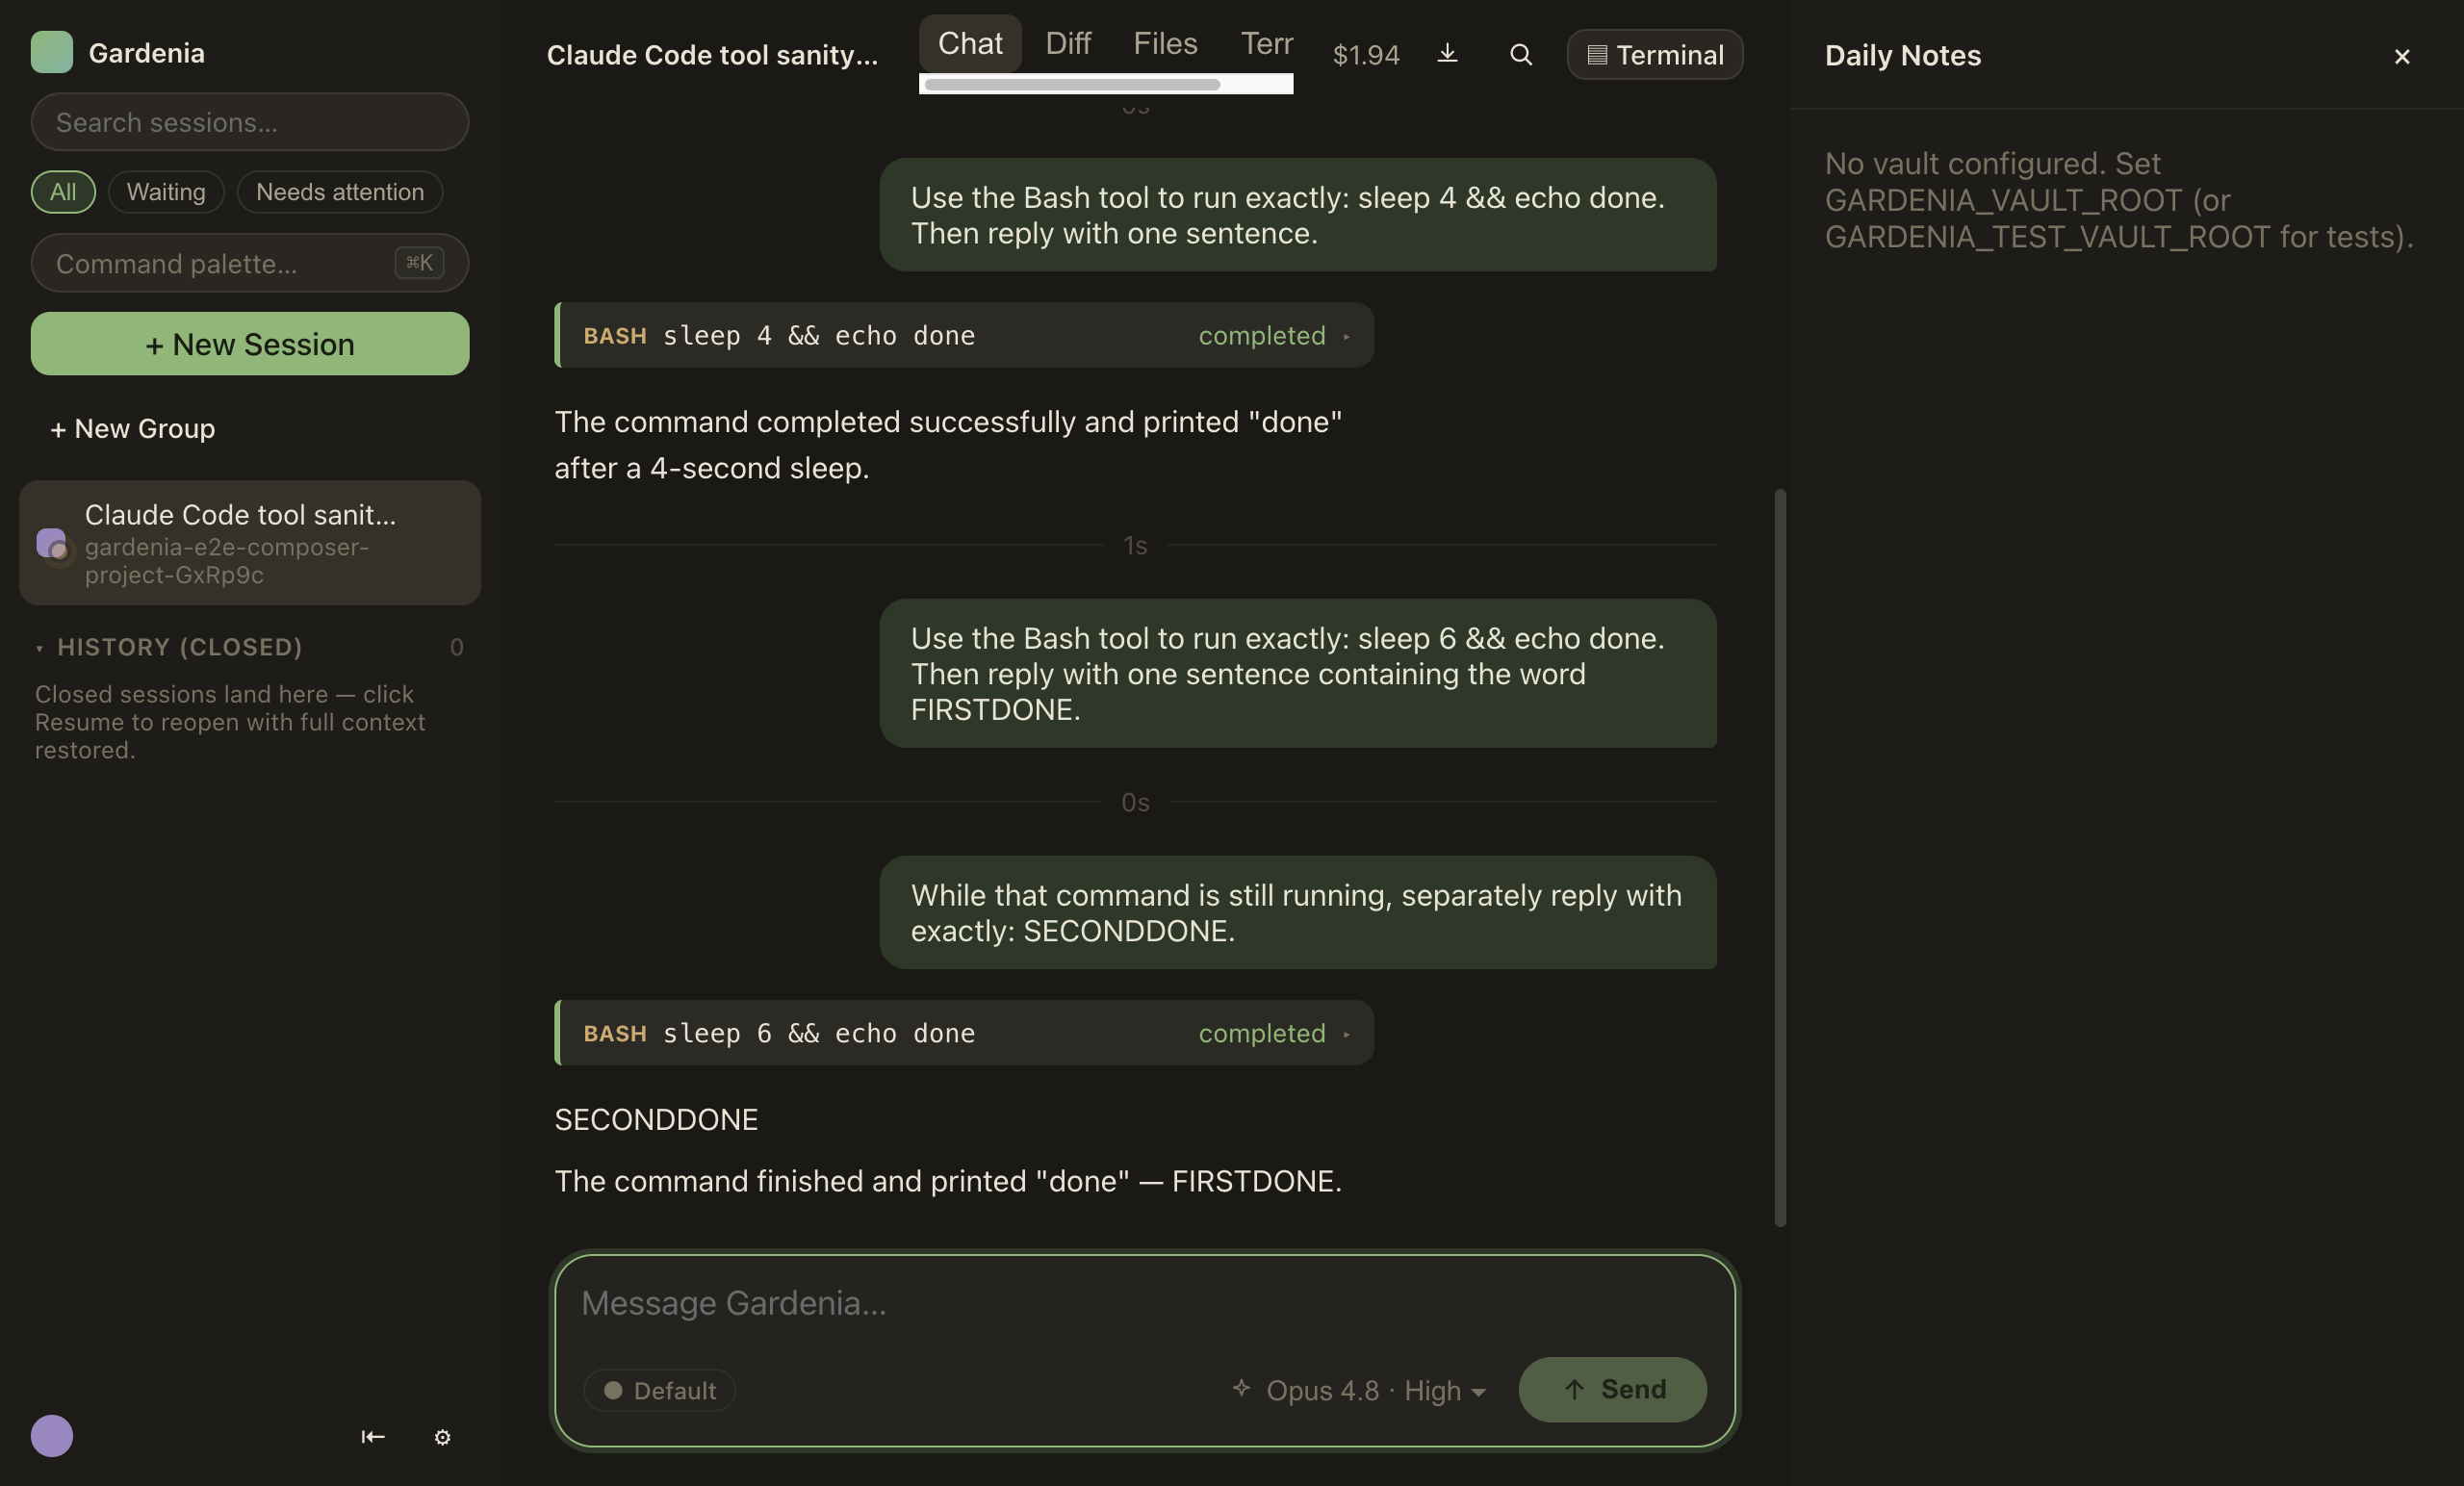 Gardenia
Search sessions...
All
Waiting
Needs attention
Command palette...
⌘K
+ New Session
+ New Group
Claude Code tool sanit...
gardenia-e2e-composer-
project-GxRp9c
HISTORY (CLOSED)
0
Closed sessions land here — click
Resume to reopen with full context
restored.
Claude Code tool sanity...
Chat
Diff
Files
Terr
$1.94
Terminal
0s
Use the Bash tool to run exactly: sleep 4 && echo done.
Then reply with one sentence.
BASH sleep 4 && echo done
completed
The command completed successfully and printed "done"
after a 4-second sleep.
1s
Use the Bash tool to run exactly: sleep 6 && echo done.
Then reply with one sentence containing the word
FIRSTDONE.
0s
While that command is still running, separately reply with
exactly: SECONDDONE.
BASH sleep 6 && echo done
completed
SECONDDONE
The command finished and printed "done" — FIRSTDONE.
Message Gardenia...
Default
Opus 4.8 · High
Send
Daily Notes
No vault configured. Set
GARDENIA_VAULT_ROOT (or
GARDENIA_TEST_VAULT_ROOT for tests).